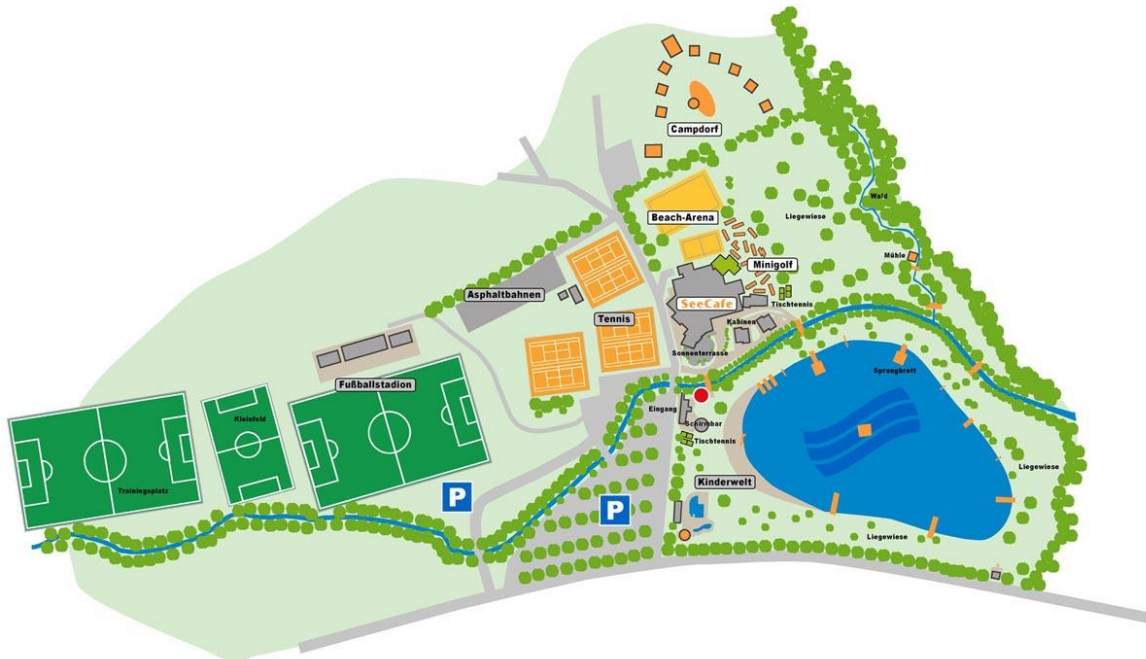 Campdorf
Wald
Beach-Arena
Liegewiese
Mühle
Minigolf
Asphaltbahnen
SeeCafe
Tischtennis
Tennis
Kabinen
Sonnenterrasse
Fußballstadion
Sprungbrett
Kleinfeld
Eingang
Schirmbar
Tischtennis
Liegewiese
Kinderwelt
Trainingsplatz
P
P
Liegewiese